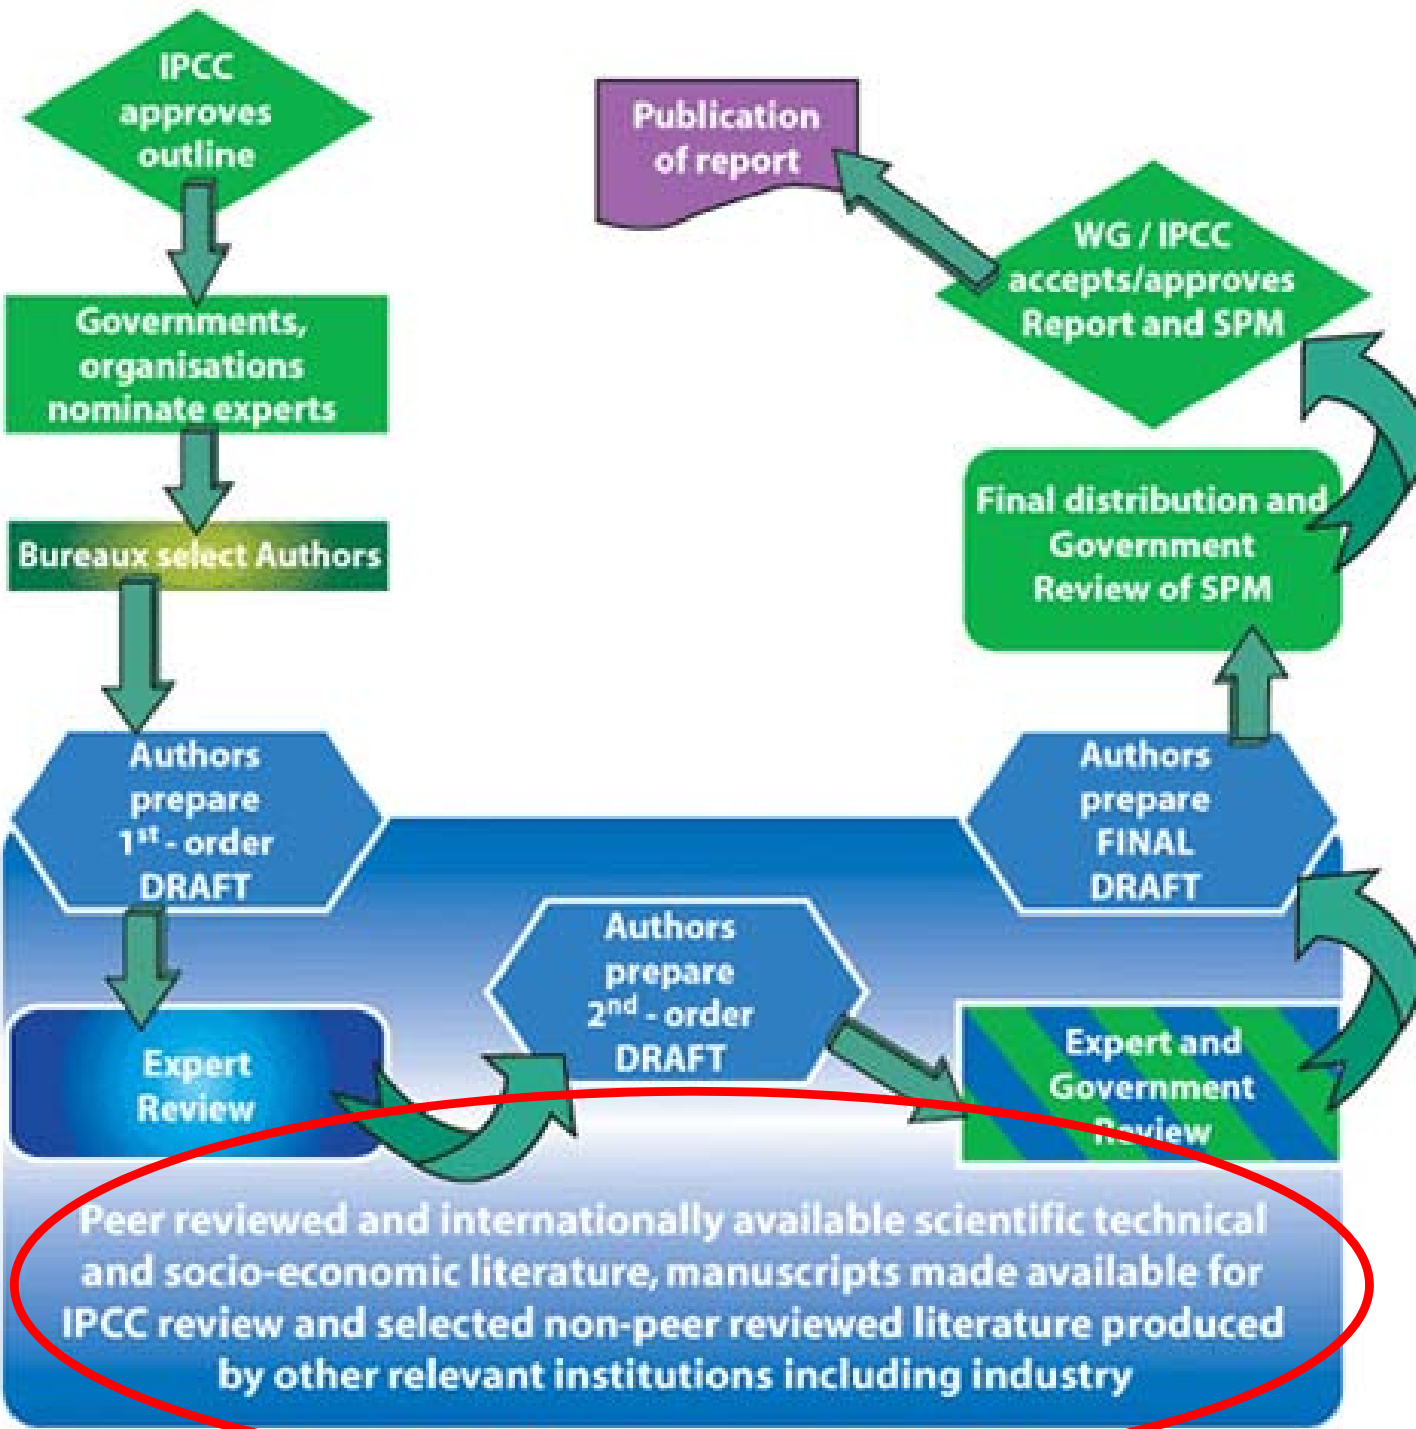 IPCC
approves
outline
Governments,
organisations
nominate experts
Bureaux select Authors
Authors
prepare
1st - order
DRAFT
Expert
Review
Authors
prepare
2nd - order
DRAFT
Expert and
Government
Review
Authors
prepare
FINAL
DRAFT
Final distribution and
Government
Review of SPM
WG / IPCC
accepts/approves
Report and SPM
Publication
of report
Peer reviewed and internationally available scientific technical
and socio-economic literature, manuscripts made available for
IPCC review and selected non-peer reviewed literature produced
by other relevant institutions including industry